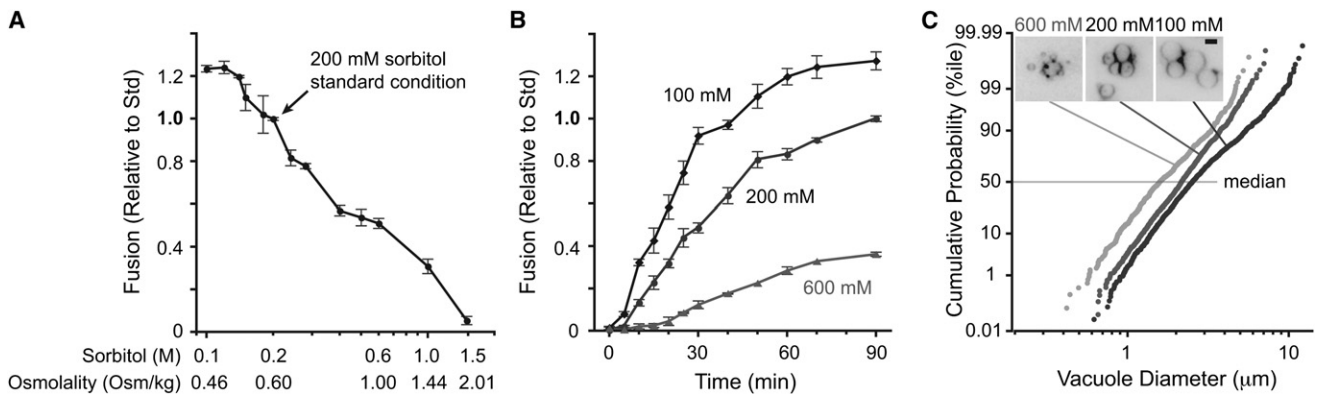 A
Fusion (Relative to Std)
1.2
1.0
0.8
0.4
0
200 mM sorbitol
standard condition
Sorbitol (M) 0.1 0.2 0.6 1.0 1.5
Osmolality (Osm/kg) 0.46 0.60 1.00 1.44 2.01
B
Fusion (Relative to Std)
1.2
1.0
0.8
0.4
0
100 mM
200 mM
600 mM
0 30 60 90
Time (min)
C
Cumulative Probability (%ile)
99.99
99
90
50
10
1
0.01
600 mM 200 mM 100 mM
median
1 10
Vacuole Diameter (μm)